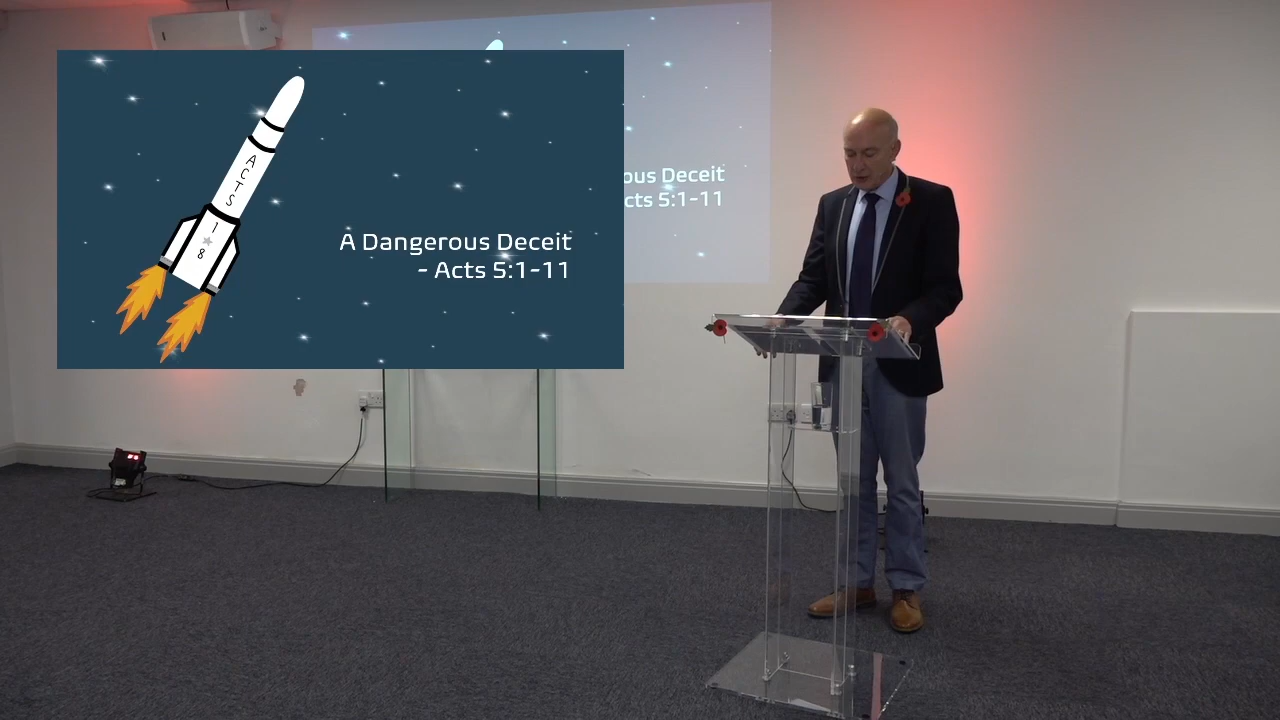 ACTS
1
8
A Dangerous Deceit
- Acts 5:1-11
ous Deceit
cts 5:1-11